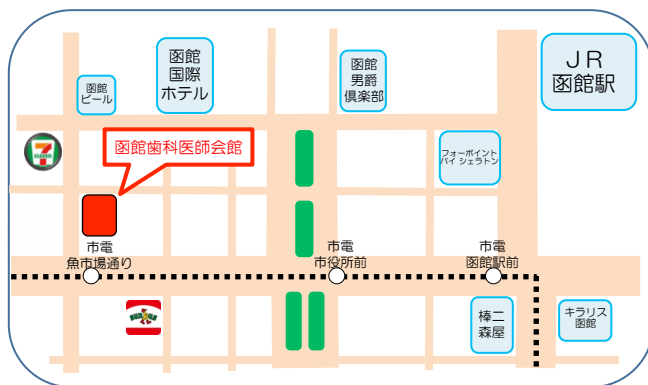 函館
国際
ホテル
函館
男爵
倶楽部
ＪＲ
函館駅
函館
ビール
7
ELEVEn
函館歯科医師会館
フォーポイント
バイ シェラトン
市電
魚市場通り
市電
市役所前
市電
函館駅前
棒二
森屋
キラリス
函館